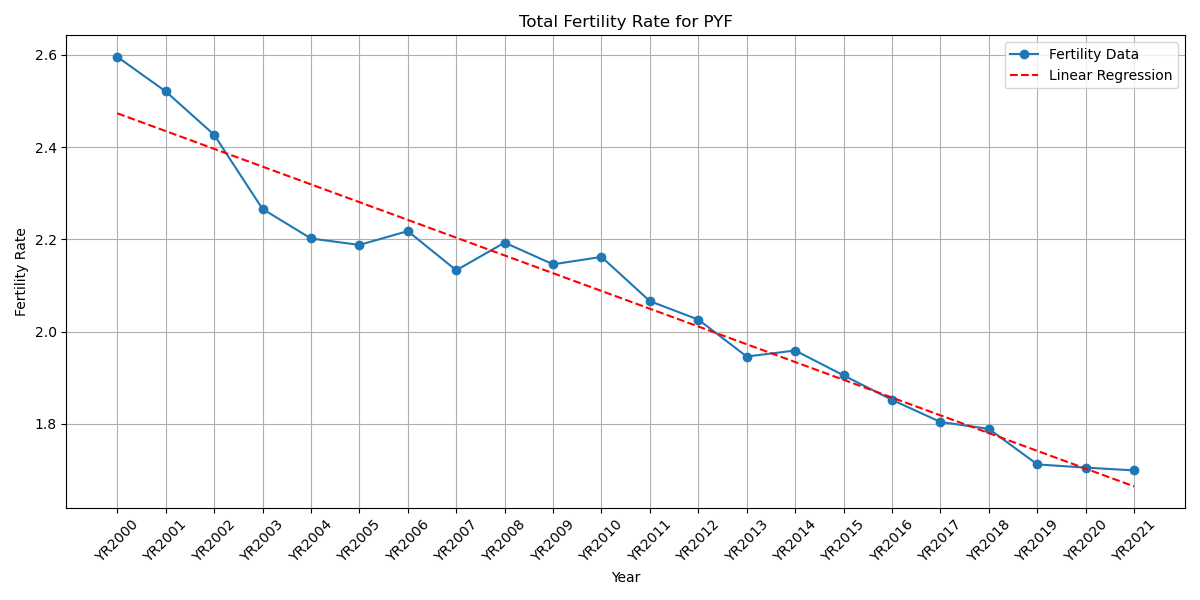 Total Fertility Rate for PYF
Fertility Data
Linear Regression
Fertility Rate
2.6
2.4
2.2
2.0
1.8
YR2000
YR2001
YR2002
YR2003
YR2004
YR2005
YR2006
YR2007
YR2008
YR2009
YR2010
YR2011
YR2012
YR2013
YR2014
YR2015
YR2016
YR2017
YR2018
YR2019
YR2020
YR2021
Year